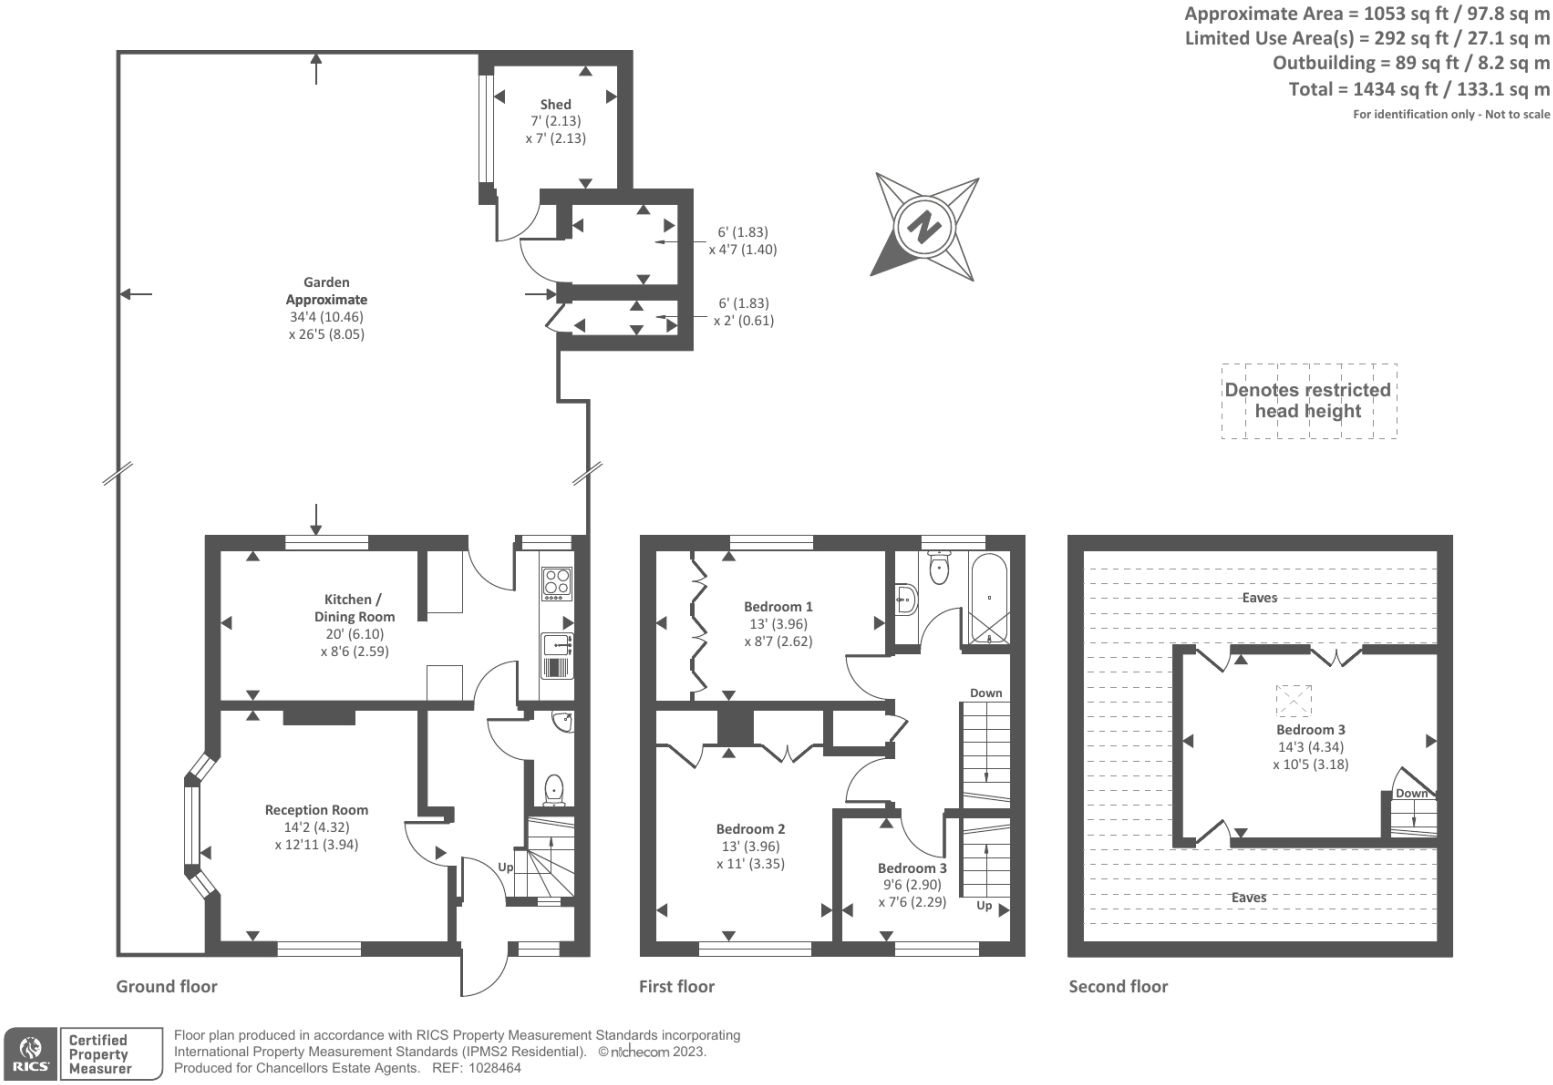 Approximate Area = 1053 sq ft / 97.8 sq m
Limited Use Area(s) = 292 sq ft / 27.1 sq m
Outbuilding = 89 sq ft / 8.2 sq m
Total = 1434 sq ft / 133.1 sq m
For identification only - Not to scale
Shed
7' (2.13)
x 7' (2.13)
6' (1.83)
x 4'7 (1.40)
N
Garden
Approximate
34'4 (10.46)
x 26'5 (8.05)
6' (1.83)
x 2' (0.61)
Denotes restricted
head height
Kitchen /
Dining Room
20' (6.10)
x 8'6 (2.59)
Reception Room
14'2 (4.32)
x 12'11 (3.94)
Up
Bedroom 1
13' (3.96)
x 8'7 (2.62)
Down
Bedroom 2
13' (3.96)
x 11' (3.35)
Bedroom 3
9'6 (2.90)
x 7'6 (2.29)
Up
Eaves
Bedroom 3
14'3 (4.34)
x 10'5 (3.18)
Down
Eaves
Ground floor
First floor
Second floor
RICS
Certified
Property
Measurer
Floor plan produced in accordance with RICS Property Measurement Standards incorporating
International Property Measurement Standards (IPMS2 Residential). © nichecom 2023.
Produced for Chancellors Estate Agents. REF: 1028464